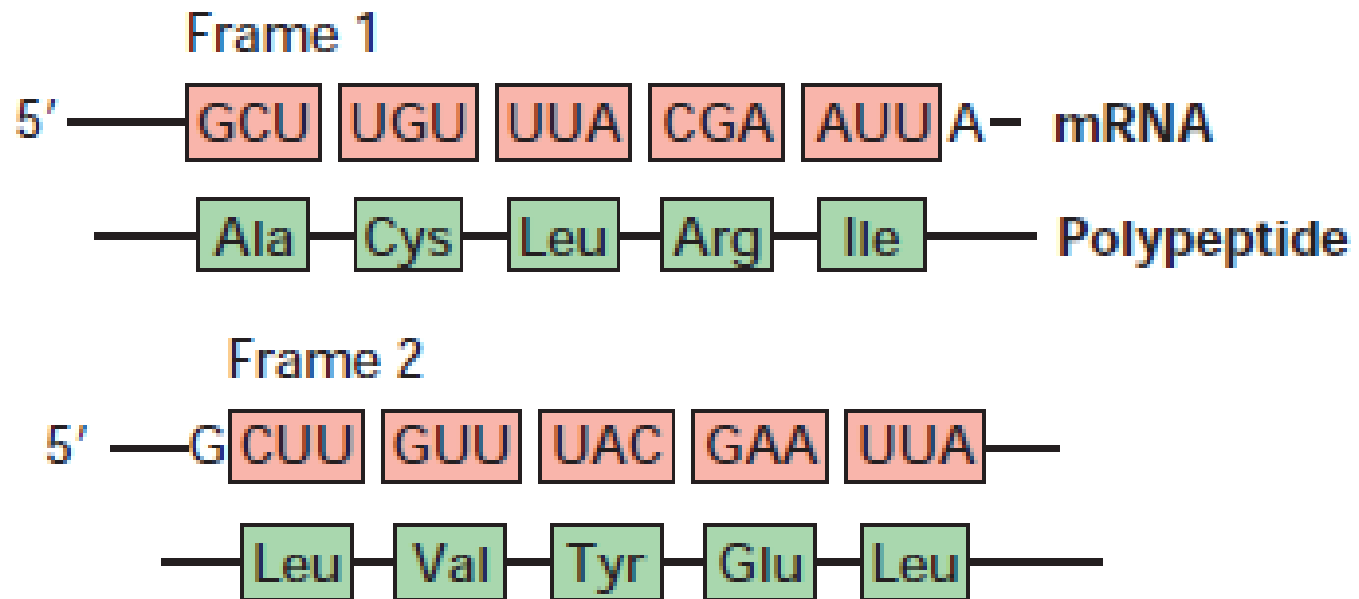 Frame 1
5′ GCU UGU UUA CGA AUU A mRNA
Ala Cys Leu Arg Ile Polypeptide
Frame 2
5′ G CUU GUU UAC GAA UUA
Leu Val Tyr Glu Leu